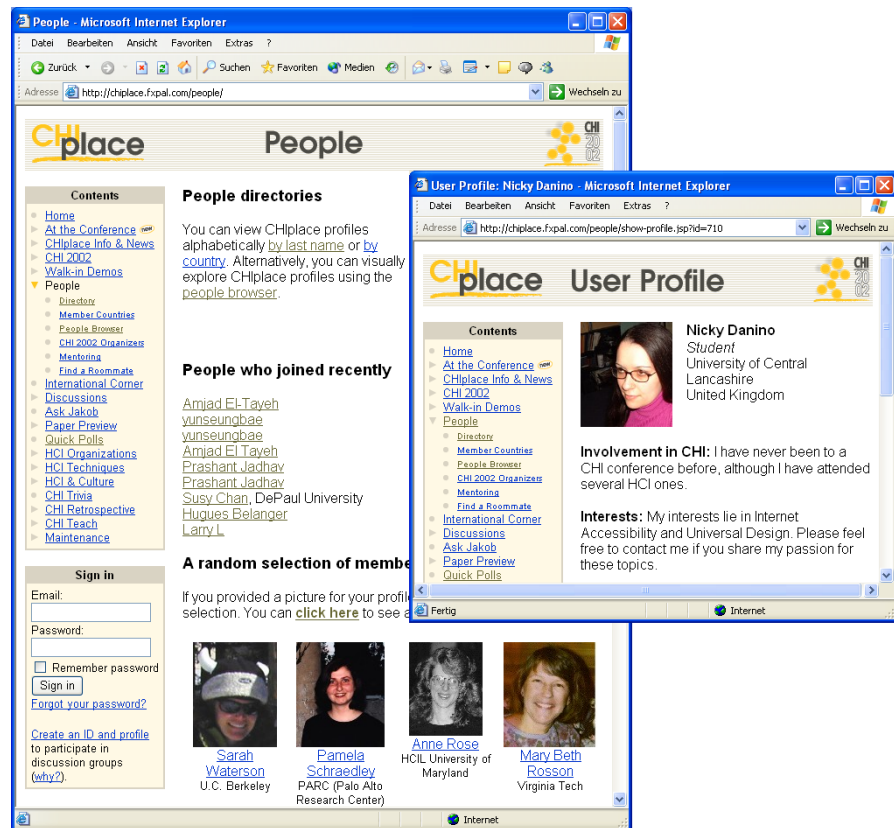 People - Microsoft Internet Explorer
Datei Bearbeiten Ansicht Favoriten Extras ?
Zurück Suchen Favoriten Medien
Adresse http://chiplace.fxpal.com/people/ Wechseln zu
CHIplace People CHI 2002
Contents
Home
At the Conference new
CHIplace Info & News
CHI 2002
Walk-in Demos
People
Directory
Member Countries
People Browser
CHI 2002 Organizers
Mentoring
Find a Roommate
International Corner
Discussions
Ask Jakob
Paper Preview
Quick Polls
HCI Organizations
HCI Techniques
HCI & Culture
CHI Trivia
CHI Retrospective
CHI Teach
Maintenance
Sign in
Email:
Password:
Remember password
Sign in
Forgot your password?
Create an ID and profile
to participate in
discussion groups
(why?).
People directories
You can view CHIplace profiles
alphabetically by last name or by
country. Alternatively, you can visually
explore CHIplace profiles using the
people browser.
People who joined recently
Amjad El-Tayeh
yunseungbae
yunseungbae
Amjad El Tayeh
Prashant Jadhav
Prashant Jadhav
Susy Chan, DePaul University
Hugues Belanger
Larry L
A random selection of membe
If you provided a picture for your profil
selection. You can click here to see a
Sarah
Waterson
U.C. Berkeley
Pamela
Schraedley
PARC (Palo Alto
Research Center)
Anne Rose
HCIL University of
Maryland
Mary Beth
Rosson
Virginia Tech
Internet
User Profile: Nicky Danino - Microsoft Internet Explorer
Datei Bearbeiten Ansicht Favoriten Extras ?
Adresse http://chiplace.fxpal.com/people/show-profile.jsp?id=710 Wechseln zu
CHIplace User Profile CHI 2002
Contents
Home
At the Conference new
CHIplace Info & News
CHI 2002
Walk-in Demos
People
Directory
Member Countries
People Browser
CHI 2002 Organizers
Mentoring
Find a Roommate
International Corner
Discussions
Ask Jakob
Paper Preview
Quick Polls
Nicky Danino
Student
University of Central
Lancashire
United Kingdom
Involvement in CHI: I have never been to a
CHI conference before, although I have attended
several HCI ones.
Interests: My interests lie in Internet
Accessibility and Universal Design. Please feel
free to contact me if you share my passion for
these topics.
Fertig Internet